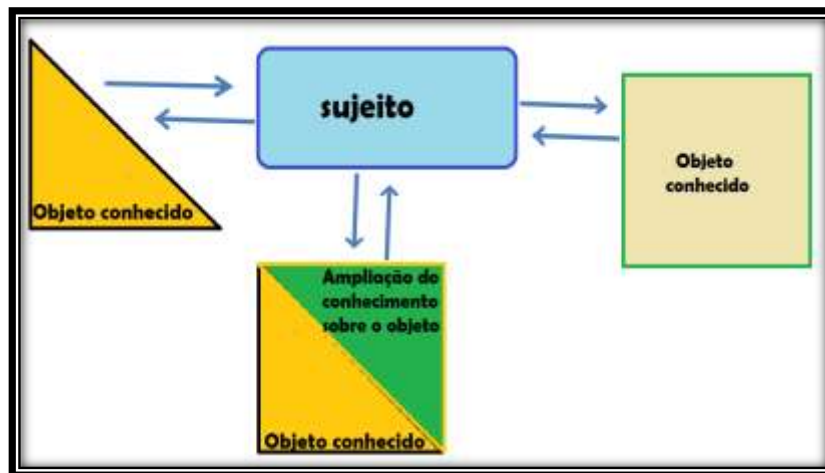 sujeito
Objeto conhecido
Objeto
conhecido
Ampliação do
conhecimento
sobre o objeto
Objeto conhecido